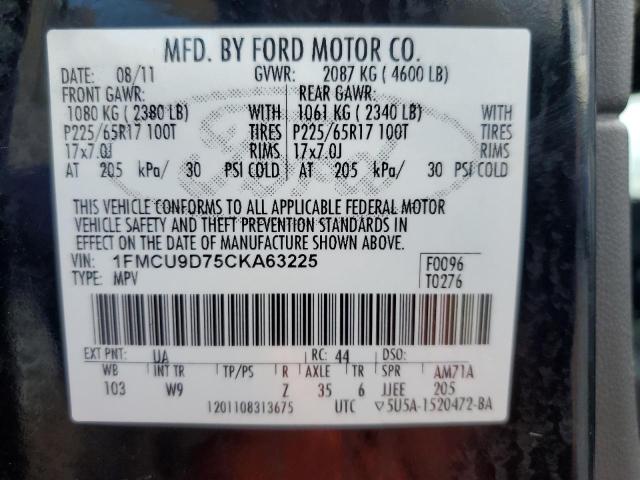 MFD. BY FORD MOTOR CO.
DATE: 08/11 GVWR: 2087 KG ( 4600 LB)
FRONT GAWR: REAR GAWR:
1080 KG ( 2380 LB) WITH 1061 KG ( 2340 LB) WITH
P225/65R17 100T TIRES P225/65R17 100T TIRES
17x7.0J RIMS 17x7.0J RIMS
AT 205 kPa/ 30 PSI COLD AT 205 kPa/ 30 PSI COLD
THIS VEHICLE CONFORMS TO ALL APPLICABLE FEDERAL MOTOR
VEHICLE SAFETY AND THEFT PREVENTION STANDARDS IN
EFFECT ON THE DATE OF MANUFACTURE SHOWN ABOVE.
VIN: 1FMCU9D75CKA63225 F0096
TYPE: MPV T0276
EXT PNT: UA RC: 44 DSO:
WB INT TR TP/PS R AXLE TR SPR AM71A
103 W9 Z 35 6 JJEE 205
1201108313675 UTC ▽5U5A-1520472-BA